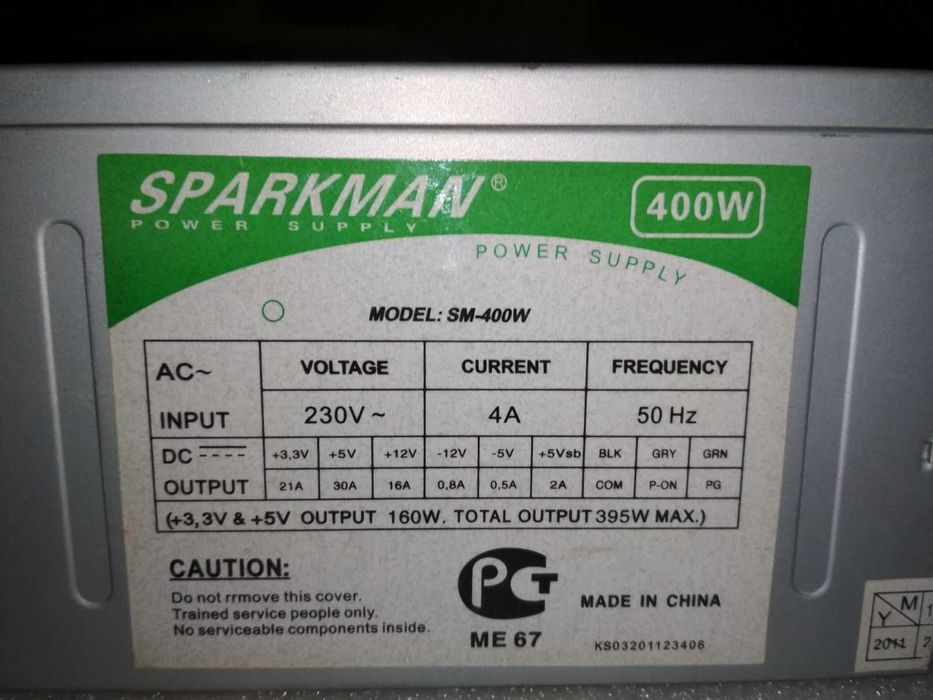 SPARKMAN®
POWER SUPPLY
400W
POWER SUPPLY
MODEL: SM-400W
AC~ VOLTAGE CURRENT FREQUENCY
INPUT 230V ~ 4A 50 Hz
DC +3,3V +5V +12V -12V -5V +5Vsb BLK GRY GRN
OUTPUT 21A 30A 16A 0,8A 0,5A 2A COM P-ON PG
(+3,3V & +5V OUTPUT 160W. TOTAL OUTPUT 395W MAX.)
CAUTION:
Do not rrmove this cover.
Trained service people only.
No serviceable components inside.
РСТ
ME 67
MADE IN CHINA
KS03201123406
M 1
Y
2011 2